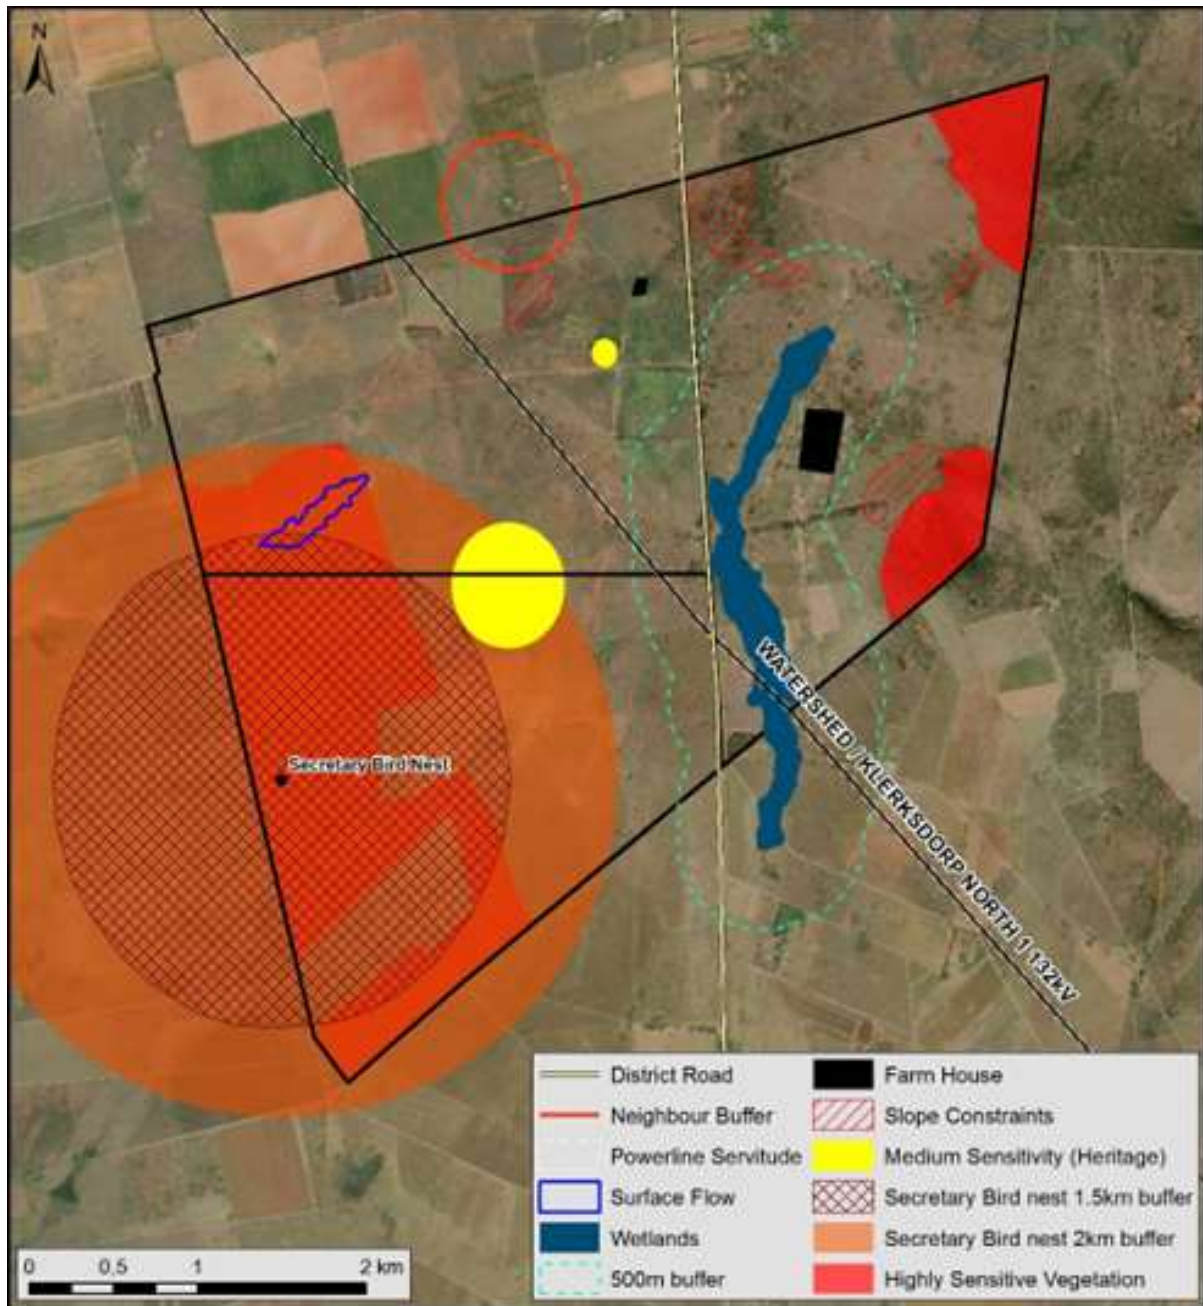 N
Secretary Bird Nest
WATERSHED / KLERKSDORP NORTH 1 132kV
District Road
Neighbour Buffer
Powerline Servitude
Surface Flow
Wetlands
500m buffer
Farm House
Slope Constraints
Medium Sensitivity (Heritage)
Secretary Bird nest 1.5km buffer
Secretary Bird nest 2km buffer
Highly Sensitive Vegetation
0 0,5 1 2 km